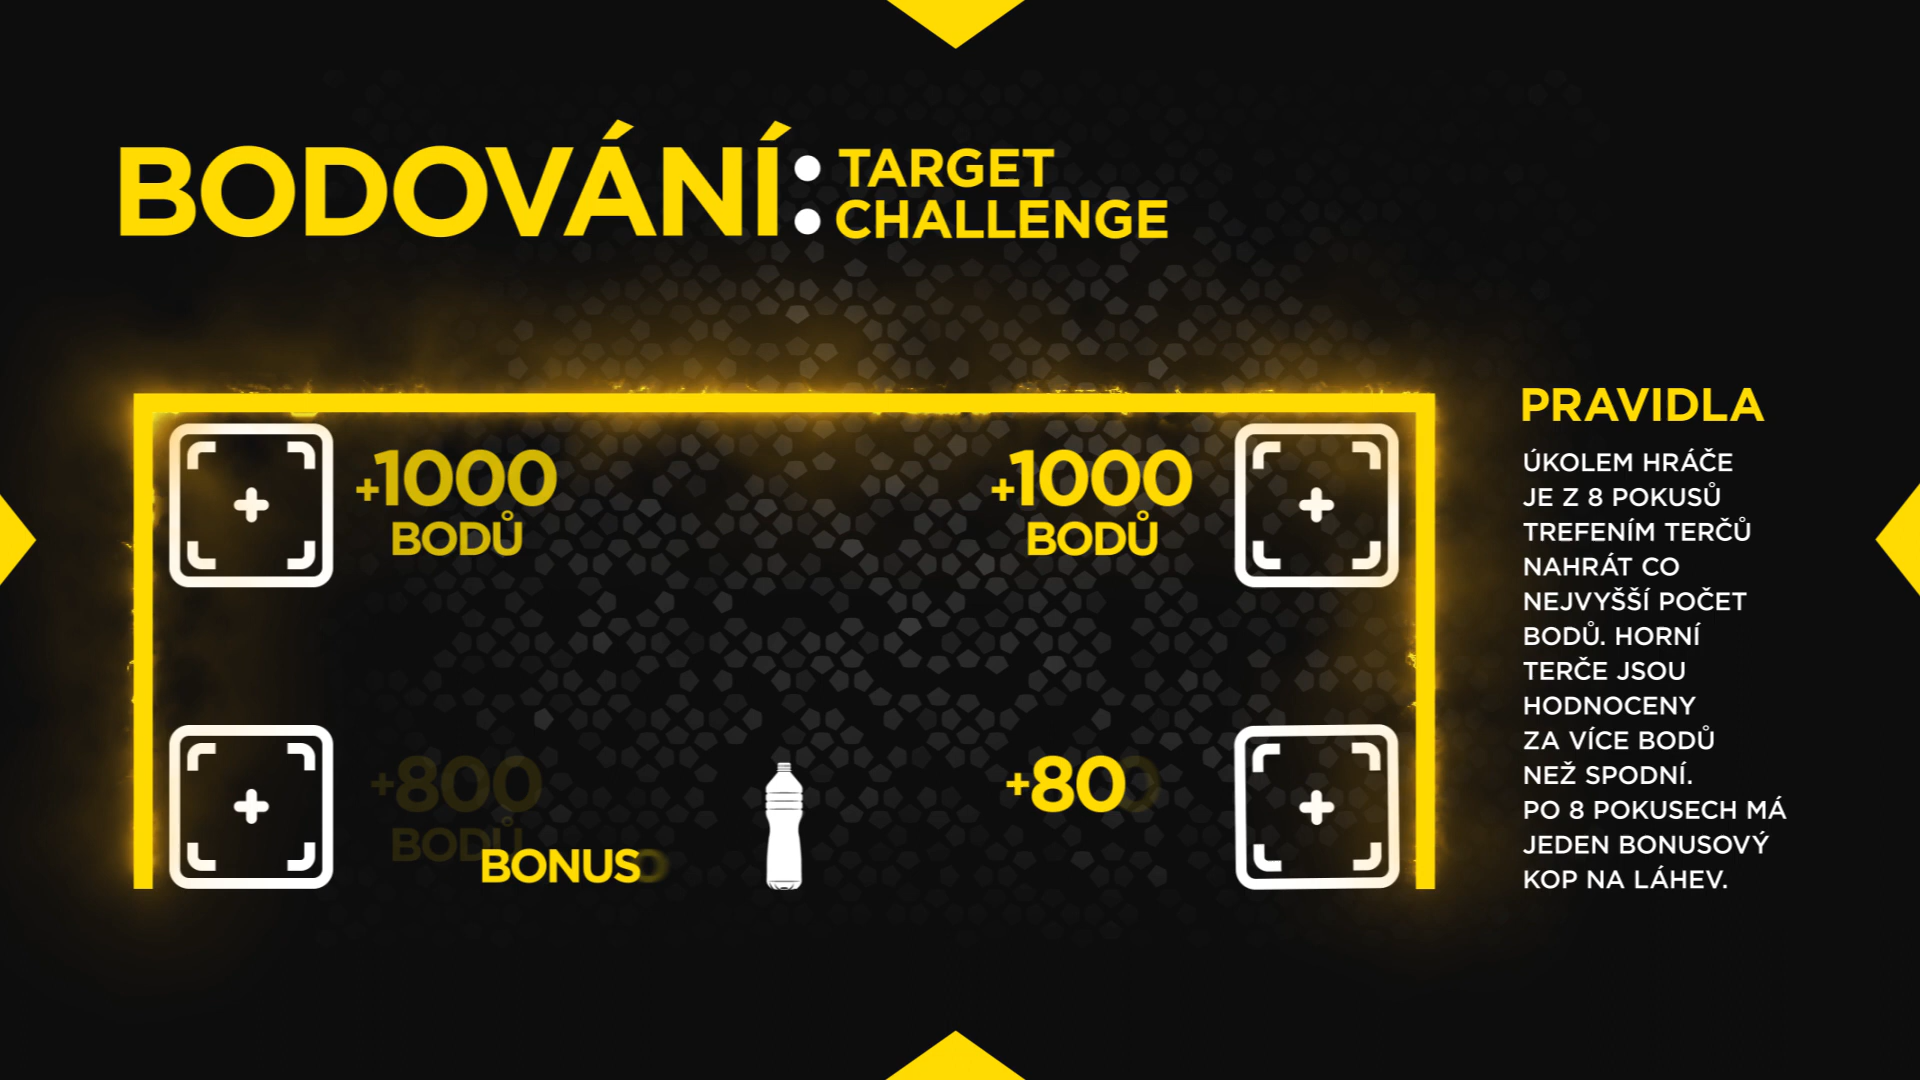 BODOVÁNÍ: TARGET
CHALLENGE
+1000
BODŮ
+1000
BODŮ
+800
BODŮ
+800
BONUS
PRAVIDLA
ÚKOLEM HRÁČE
JE Z 8 POKUSŮ
TREFENÍM TERČŮ
NAHRÁT CO
NEJVYŠŠÍ POČET
BODŮ. HORNÍ
TERČE JSOU
HODNOCENY
ZA VÍCE BODŮ
NEŽ SPODNÍ.
PO 8 POKUSECH MÁ
JEDEN BONUSOVÝ
KOP NA LÁHEV.